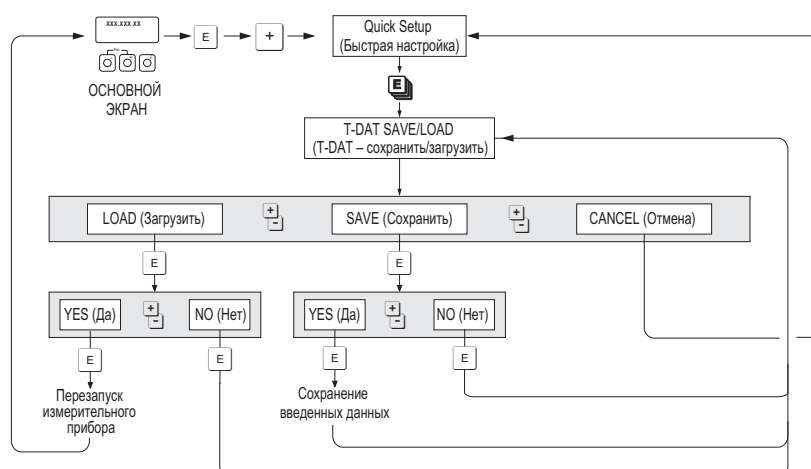 xxx.xxx.xx
Esc
E
+
Quick Setup
(Быстрая настройка)
ОСНОВНОЙ
ЭКРАН
E
T-DAT SAVE/LOAD
(T-DAT – сохранить/загрузить)
LOAD (Загрузить)
+
-
SAVE (Сохранить)
+
-
CANCEL (Отмена)
E
E
YES (Да)
+
-
NO (Нет)
YES (Да)
+
-
NO (Нет)
E
E
E
E
Перезапуск
измерительного
прибора
Сохранение
введенных данных